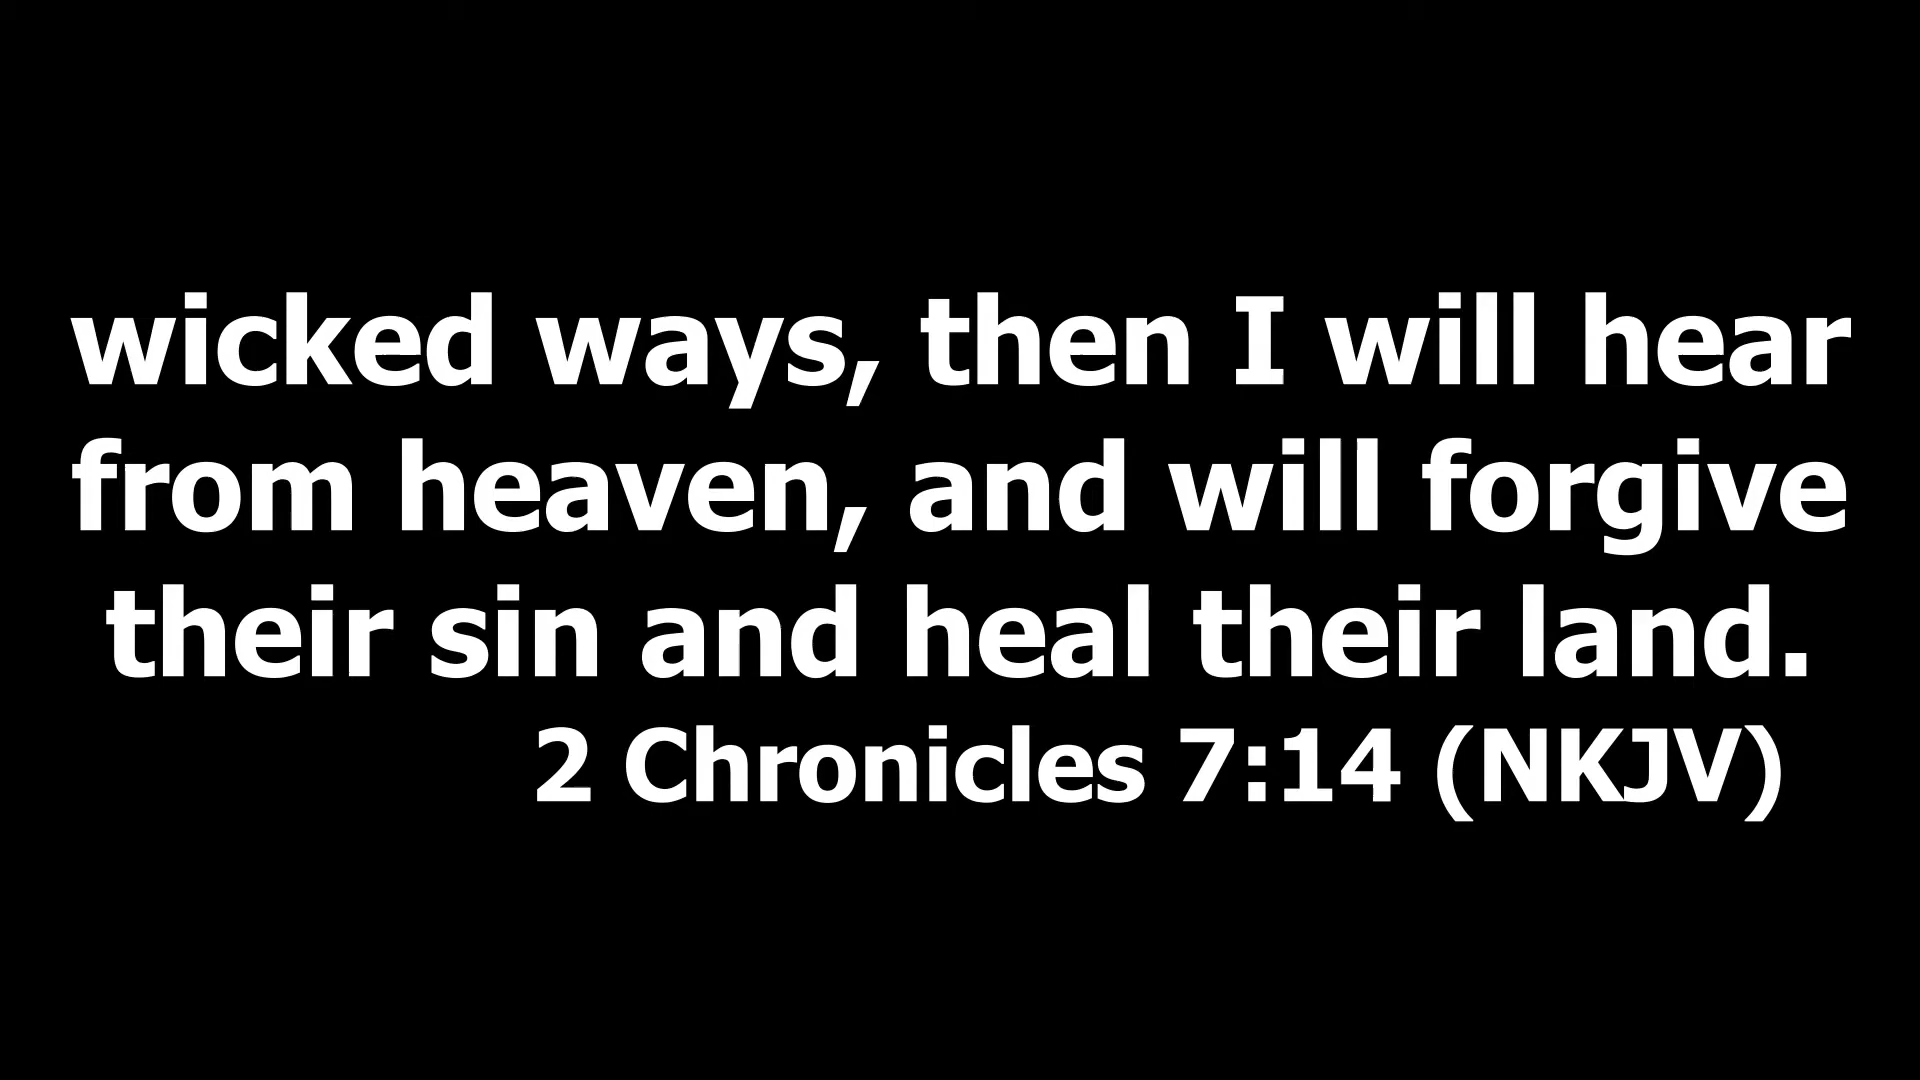 wicked ways, then I will hear
from heaven, and will forgive
their sin and heal their land.
2 Chronicles 7:14 (NKJV)